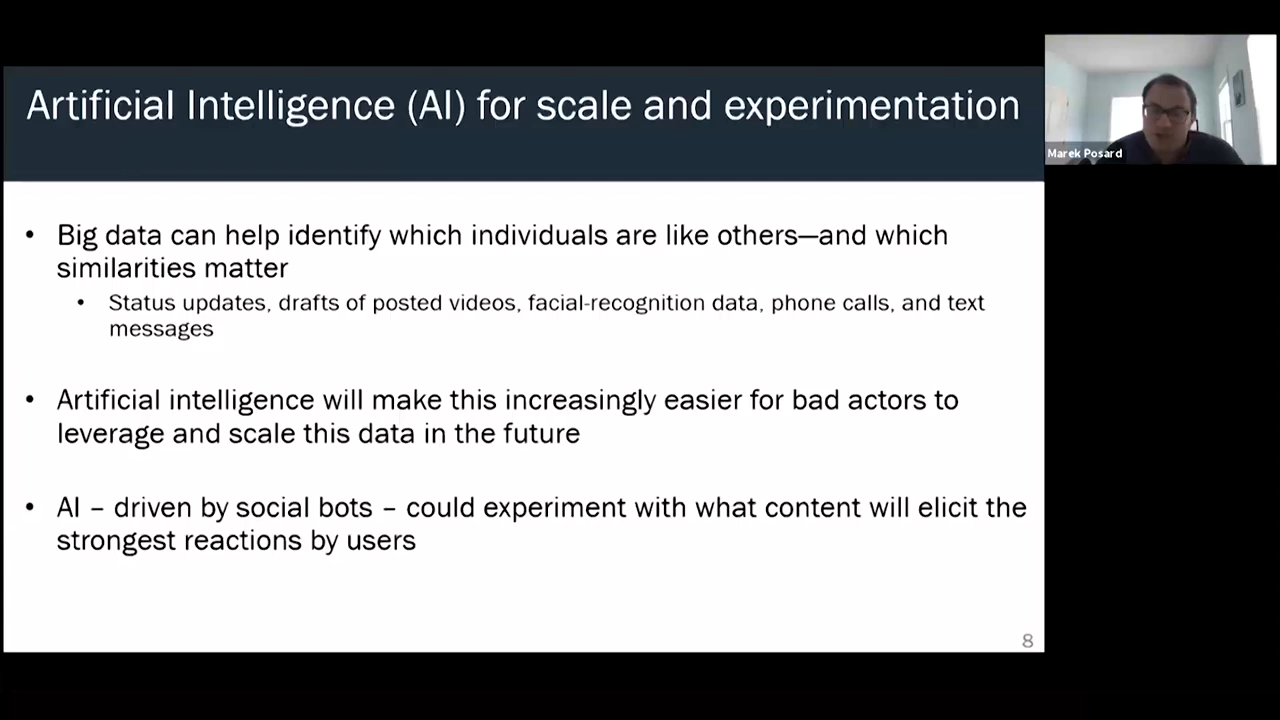 Artificial Intelligence (AI) for scale and experimentation
Marek Posard
• Big data can help identify which individuals are like others—and which
similarities matter
• Status updates, drafts of posted videos, facial-recognition data, phone calls, and text
messages
• Artificial intelligence will make this increasingly easier for bad actors to
leverage and scale this data in the future
• AI – driven by social bots – could experiment with what content will elicit the
strongest reactions by users
8